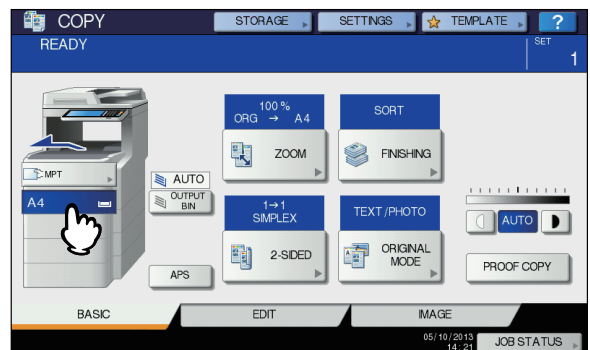 COPY
STORAGE
SETTINGS
TEMPLATE
?
READY
SET
1
100 %
ORG → A4
ZOOM
SORT
FINISHING
MPT
A4
AUTO
OUTPUT
BIN
1→1
SIMPLEX
2-SIDED
TEXT/PHOTO
ORIGINAL
MODE
AUTO
APS
PROOF COPY
BASIC
EDIT
IMAGE
05/10/2013
14:21
JOB STATUS